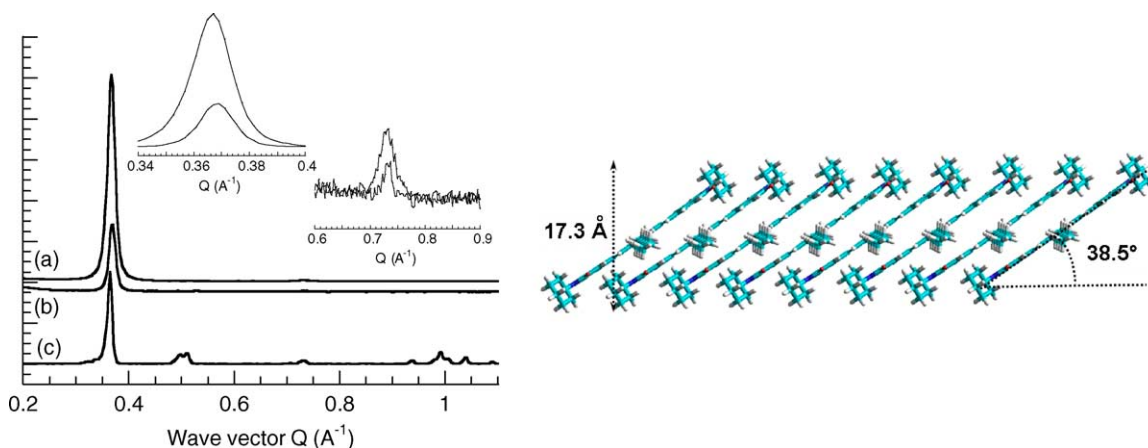 0.34 0.36 0.38 0.4
Q (A⁻¹)
0.6 0.7 0.8 0.9
Q (A⁻¹)
(a)
(b)
(c)
0.2 0.4 0.6 0.8 1
Wave vector Q (A⁻¹)
17.3 Å
38.5°